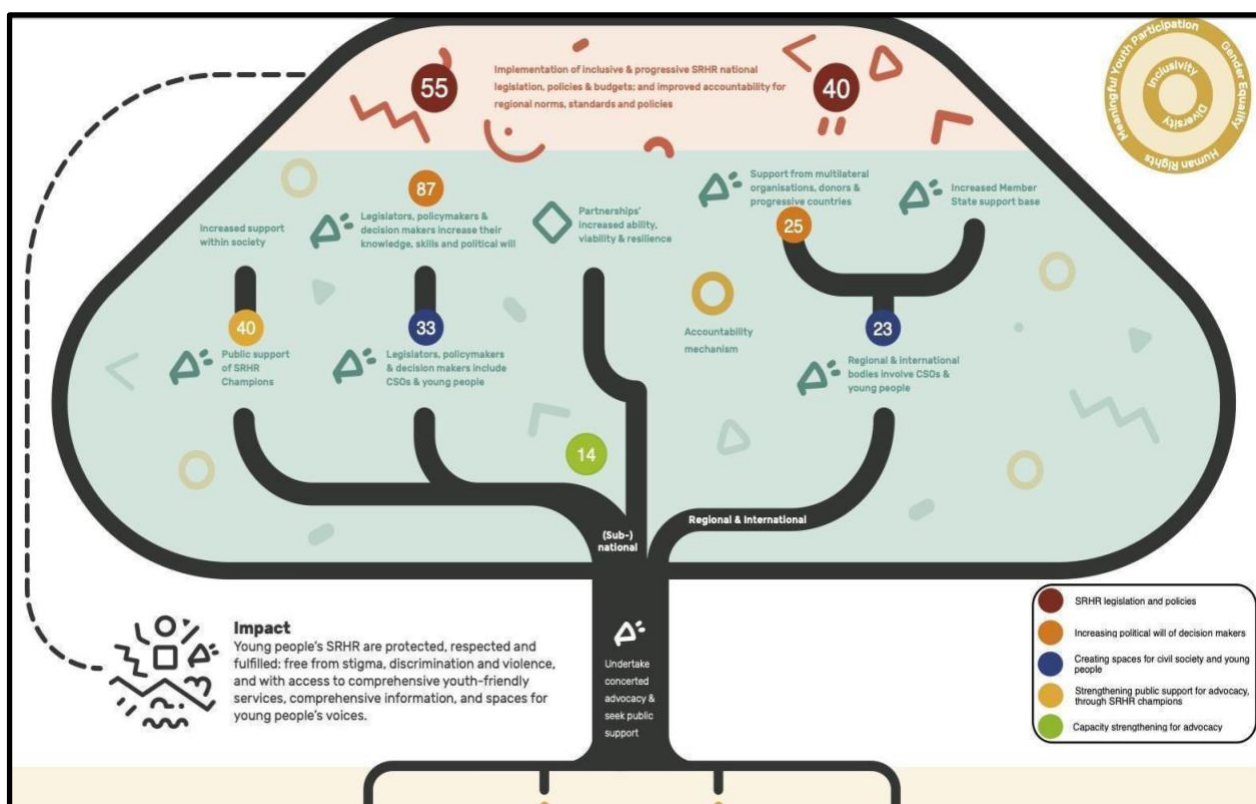 Meaningful Youth Participation
Gender Equality
Human Rights
Inclusivity
Diversity
55
Implementation of inclusive & progressive SRHR national
legislation, policies & budgets; and improved accountability for
regional norms, standards and policies
40
87
Legislators, policymakers &
decision makers increase their
knowledge, skills and political will
Increased support
within society
Partnerships'
increased ability,
viability & resilience
Support from multilateral
organisations, donors &
progressive countries
25
Increased Member
State support base
40
Public support
of SRHR
Champions
33
Legislators, policymakers
& decision makers include
CSOs & young people
Accountability
mechanism
23
Regional & international
bodies involve CSOs &
young people
14
(Sub-)
national
Regional & International
Undertake
concerted
advocacy &
seek public
support
Impact
Young people's SRHR are protected, respected and
fulfilled: free from stigma, discrimination and violence,
and with access to comprehensive youth-friendly
services, comprehensive information, and spaces for
young people's voices.
SRHR legislation and policies
Increasing political will of decision makers
Creating spaces for civil society and young
people
Strengthening public support for advocacy,
through SRHR champions
Capacity strengthening for advocacy